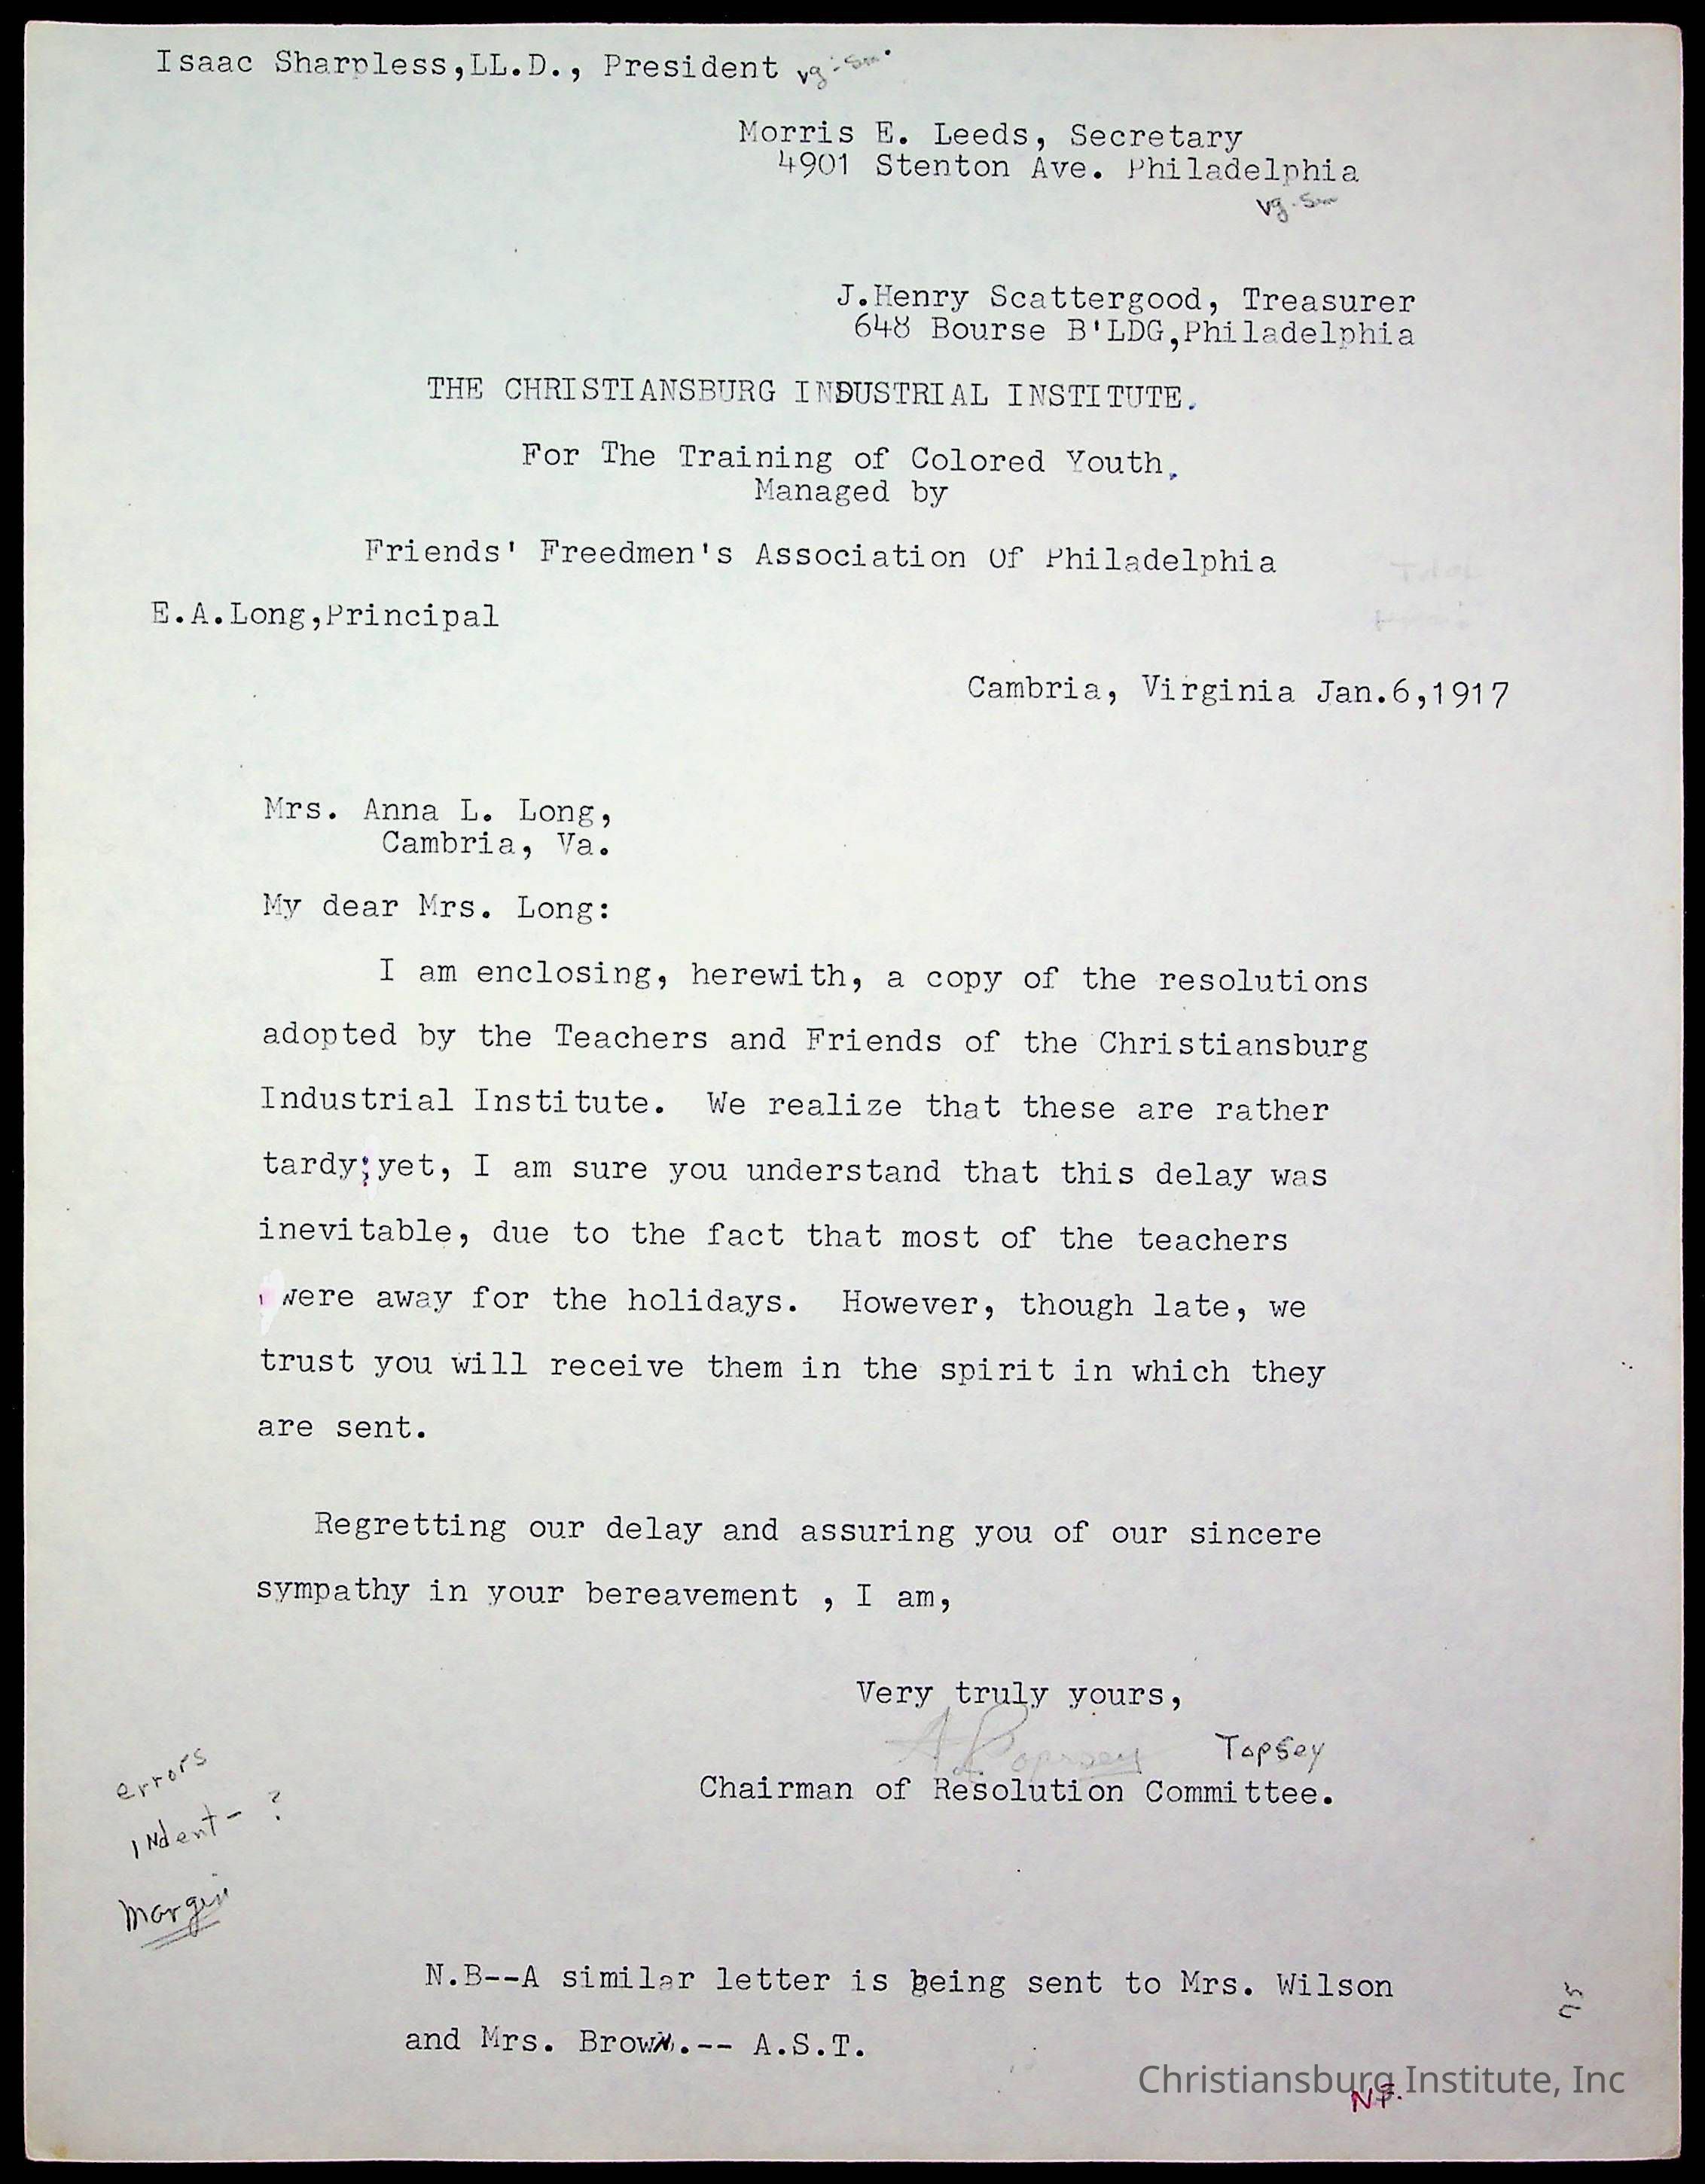 Isaac Sharpless,LL.D., President vg-sm.
Morris E. Leeds, Secretary
4901 Stenton Ave. Philadelphia
vg-sm
J.Henry Scattergood, Treasurer
648 Bourse B'LDG,Philadelphia
THE CHRISTIANSBURG INDUSTRIAL INSTITUTE.
For The Training of Colored Youth.
Managed by
Friends' Freedmen's Association Of Philadelphia
E.A.Long,Principal
Cambria, Virginia Jan.6,1917
Mrs. Anna L. Long,
Cambria, Va.
My dear Mrs. Long:
I am enclosing, herewith, a copy of the resolutions
adopted by the Teachers and Friends of the Christiansburg
Industrial Institute. We realize that these are rather
tardy;yet, I am sure you understand that this delay was
inevitable, due to the fact that most of the teachers
were away for the holidays. However, though late, we
trust you will receive them in the spirit in which they
are sent.
Regretting our delay and assuring you of our sincere
sympathy in your bereavement , I am,
Very truly yours,
Topsey
Chairman of Resolution Committee.
errors
indent- ?
margin
N.B--A similar letter is being sent to Mrs. Wilson
and Mrs. Brown.-- A.S.T.
Christiansburg Institute, Inc
N.F.